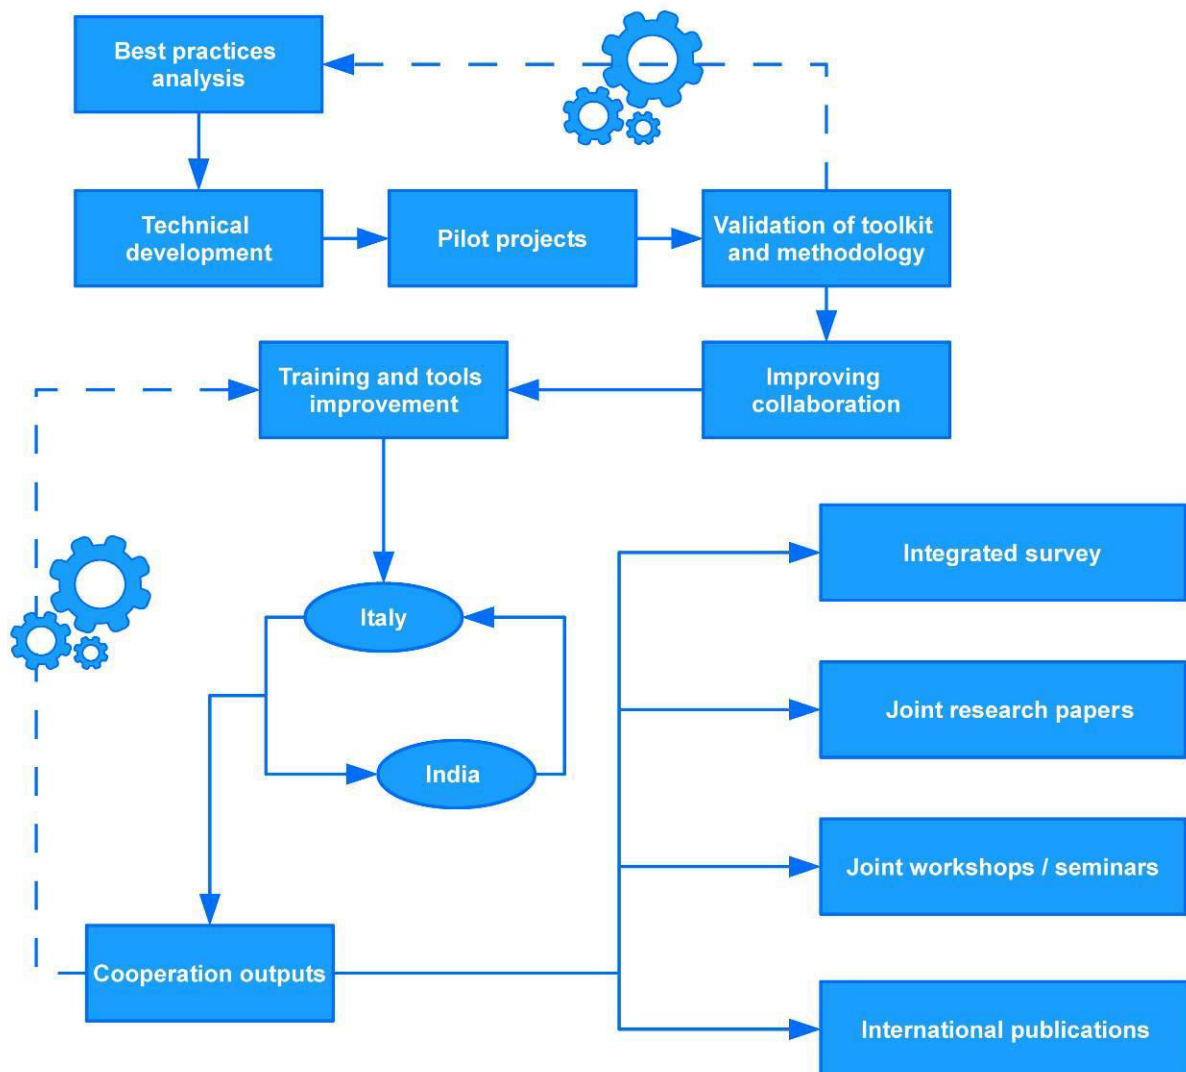 Best practices
analysis
Technical
development
Pilot projects
Validation of toolkit
and methodology
Training and tools
improvement
Improving
collaboration
Integrated survey
Italy
Joint research papers
India
Joint workshops / seminars
Cooperation outputs
International publications